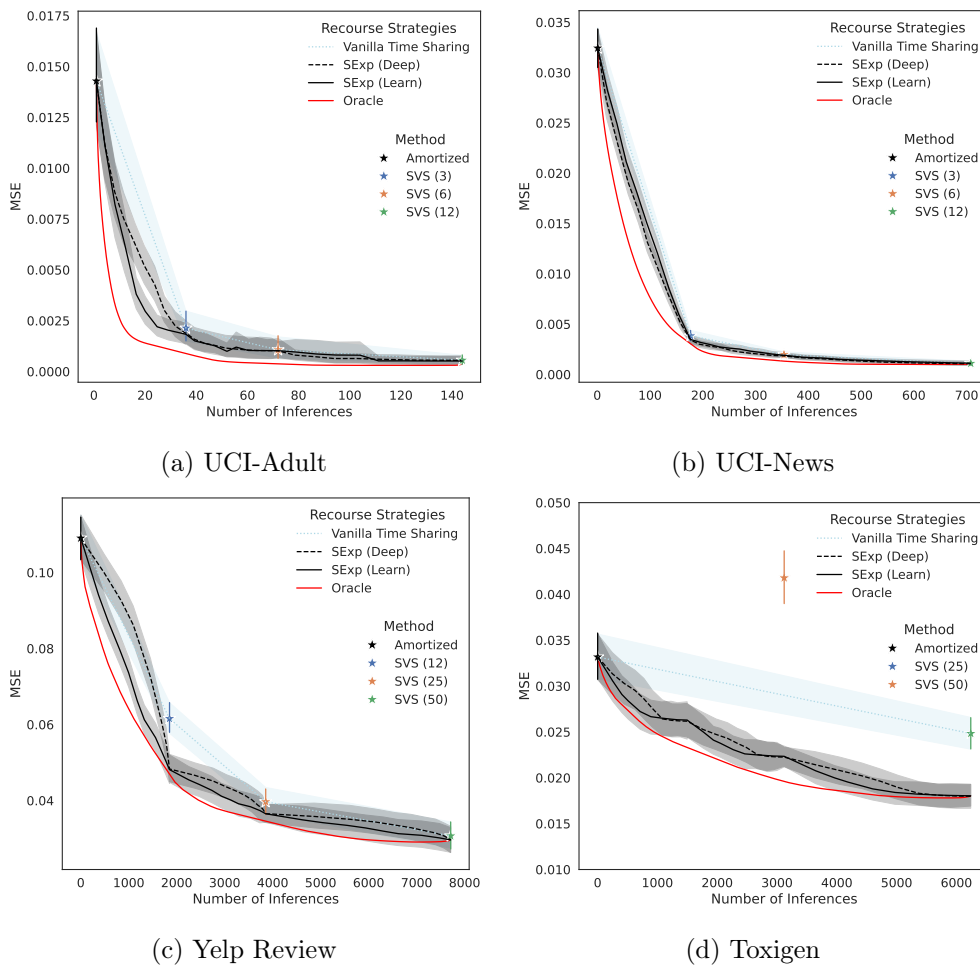 0.0175
0.0150
0.0125
0.0100
0.0075
0.0050
0.0025
0.0000
MSE
0 20 40 60 80 100 120 140
Number of Inferences
Recourse Strategies
Vanilla Time Sharing
SExp (Deep)
SExp (Learn)
Oracle
Method
Amortized
SVS (3)
SVS (6)
SVS (12)
(a) UCI-Adult
0.035
0.030
0.025
0.020
0.015
0.010
0.005
0.000
MSE
0 100 200 300 400 500 600 700
Number of Inferences
Recourse Strategies
Vanilla Time Sharing
SExp (Deep)
SExp (Learn)
Oracle
Method
Amortized
SVS (3)
SVS (6)
SVS (12)
(b) UCI-News
0.10
0.08
0.06
0.04
MSE
0 1000 2000 3000 4000 5000 6000 7000 8000
Number of Inferences
Recourse Strategies
Vanilla Time Sharing
SExp (Deep)
SExp (Learn)
Oracle
Method
Amortized
SVS (12)
SVS (25)
SVS (50)
(c) Yelp Review
0.050
0.045
0.040
0.035
0.030
0.025
0.020
0.015
0.010
MSE
0 1000 2000 3000 4000 5000 6000
Number of Inferences
Recourse Strategies
Vanilla Time Sharing
SExp (Deep)
SExp (Learn)
Oracle
Method
Amortized
SVS (25)
SVS (50)
(d) Toxigen